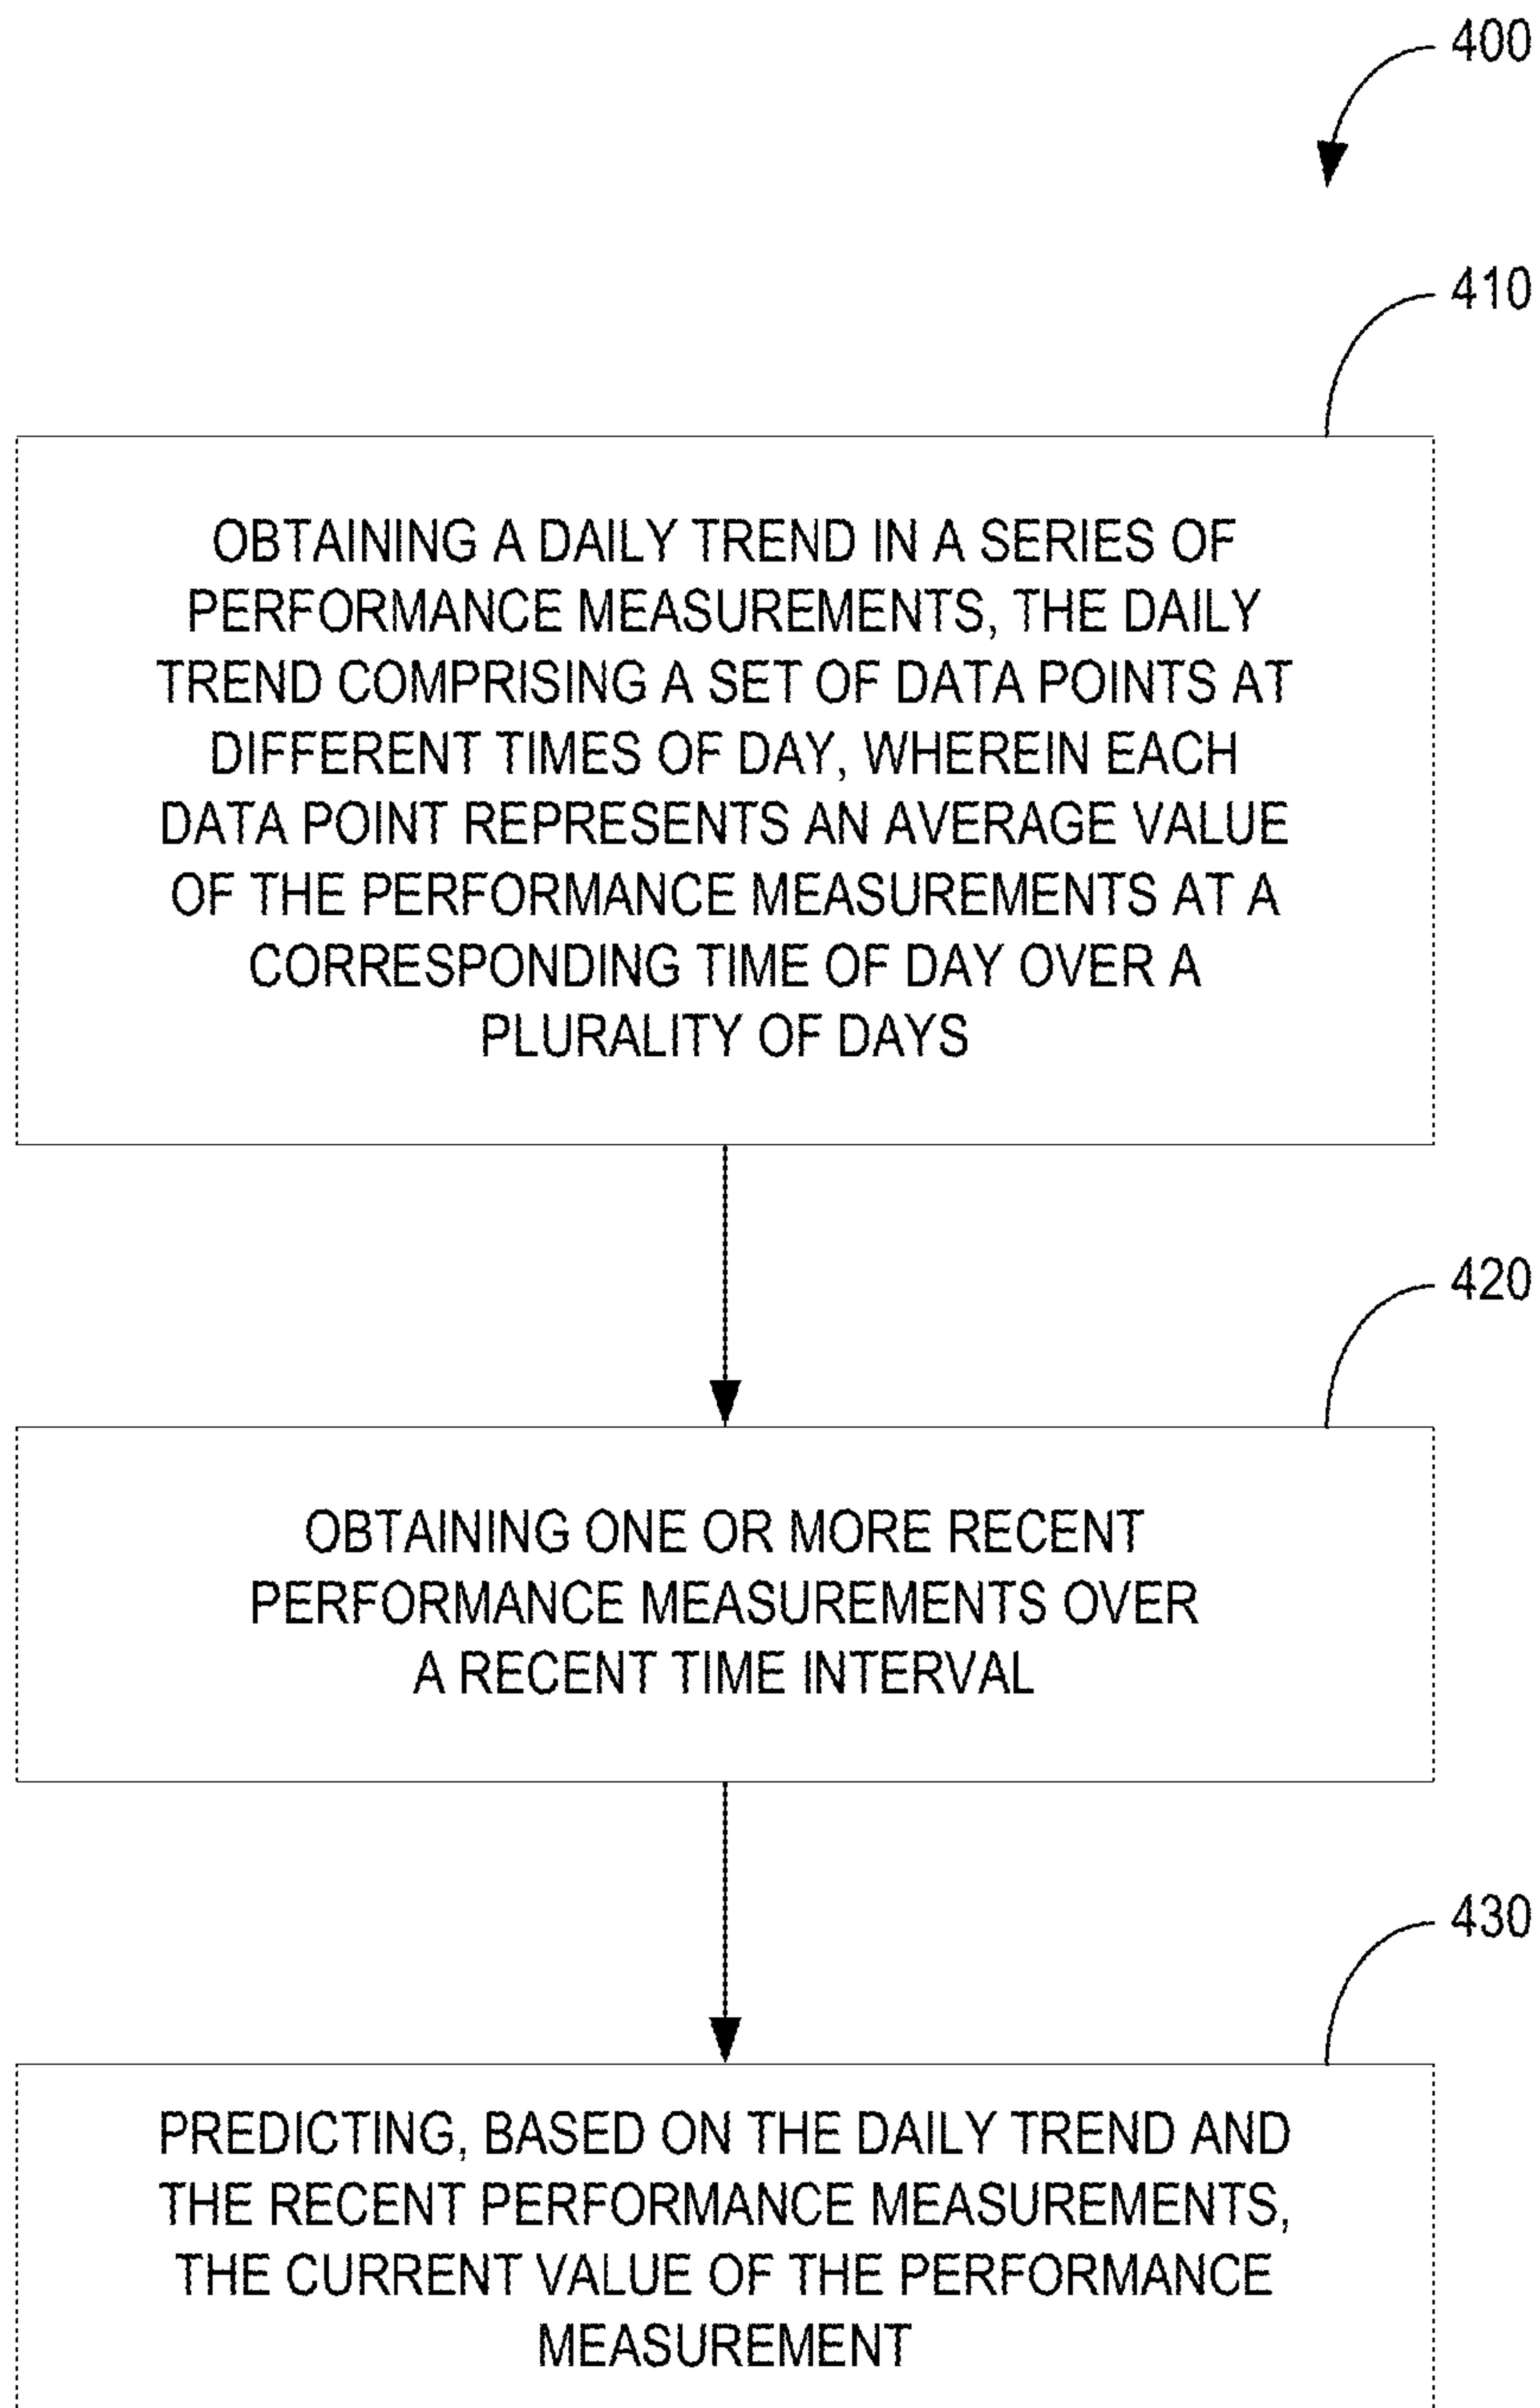 400
410
OBTAINING A DAILY TREND IN A SERIES OF
PERFORMANCE MEASUREMENTS, THE DAILY
TREND COMPRISING A SET OF DATA POINTS AT
DIFFERENT TIMES OF DAY, WHEREIN EACH
DATA POINT REPRESENTS AN AVERAGE VALUE
OF THE PERFORMANCE MEASUREMENTS AT A
CORRESPONDING TIME OF DAY OVER A
PLURALITY OF DAYS
420
OBTAINING ONE OR MORE RECENT
PERFORMANCE MEASUREMENTS OVER
A RECENT TIME INTERVAL
430
PREDICTING, BASED ON THE DAILY TREND AND
THE RECENT PERFORMANCE MEASUREMENTS,
THE CURRENT VALUE OF THE PERFORMANCE
MEASUREMENT